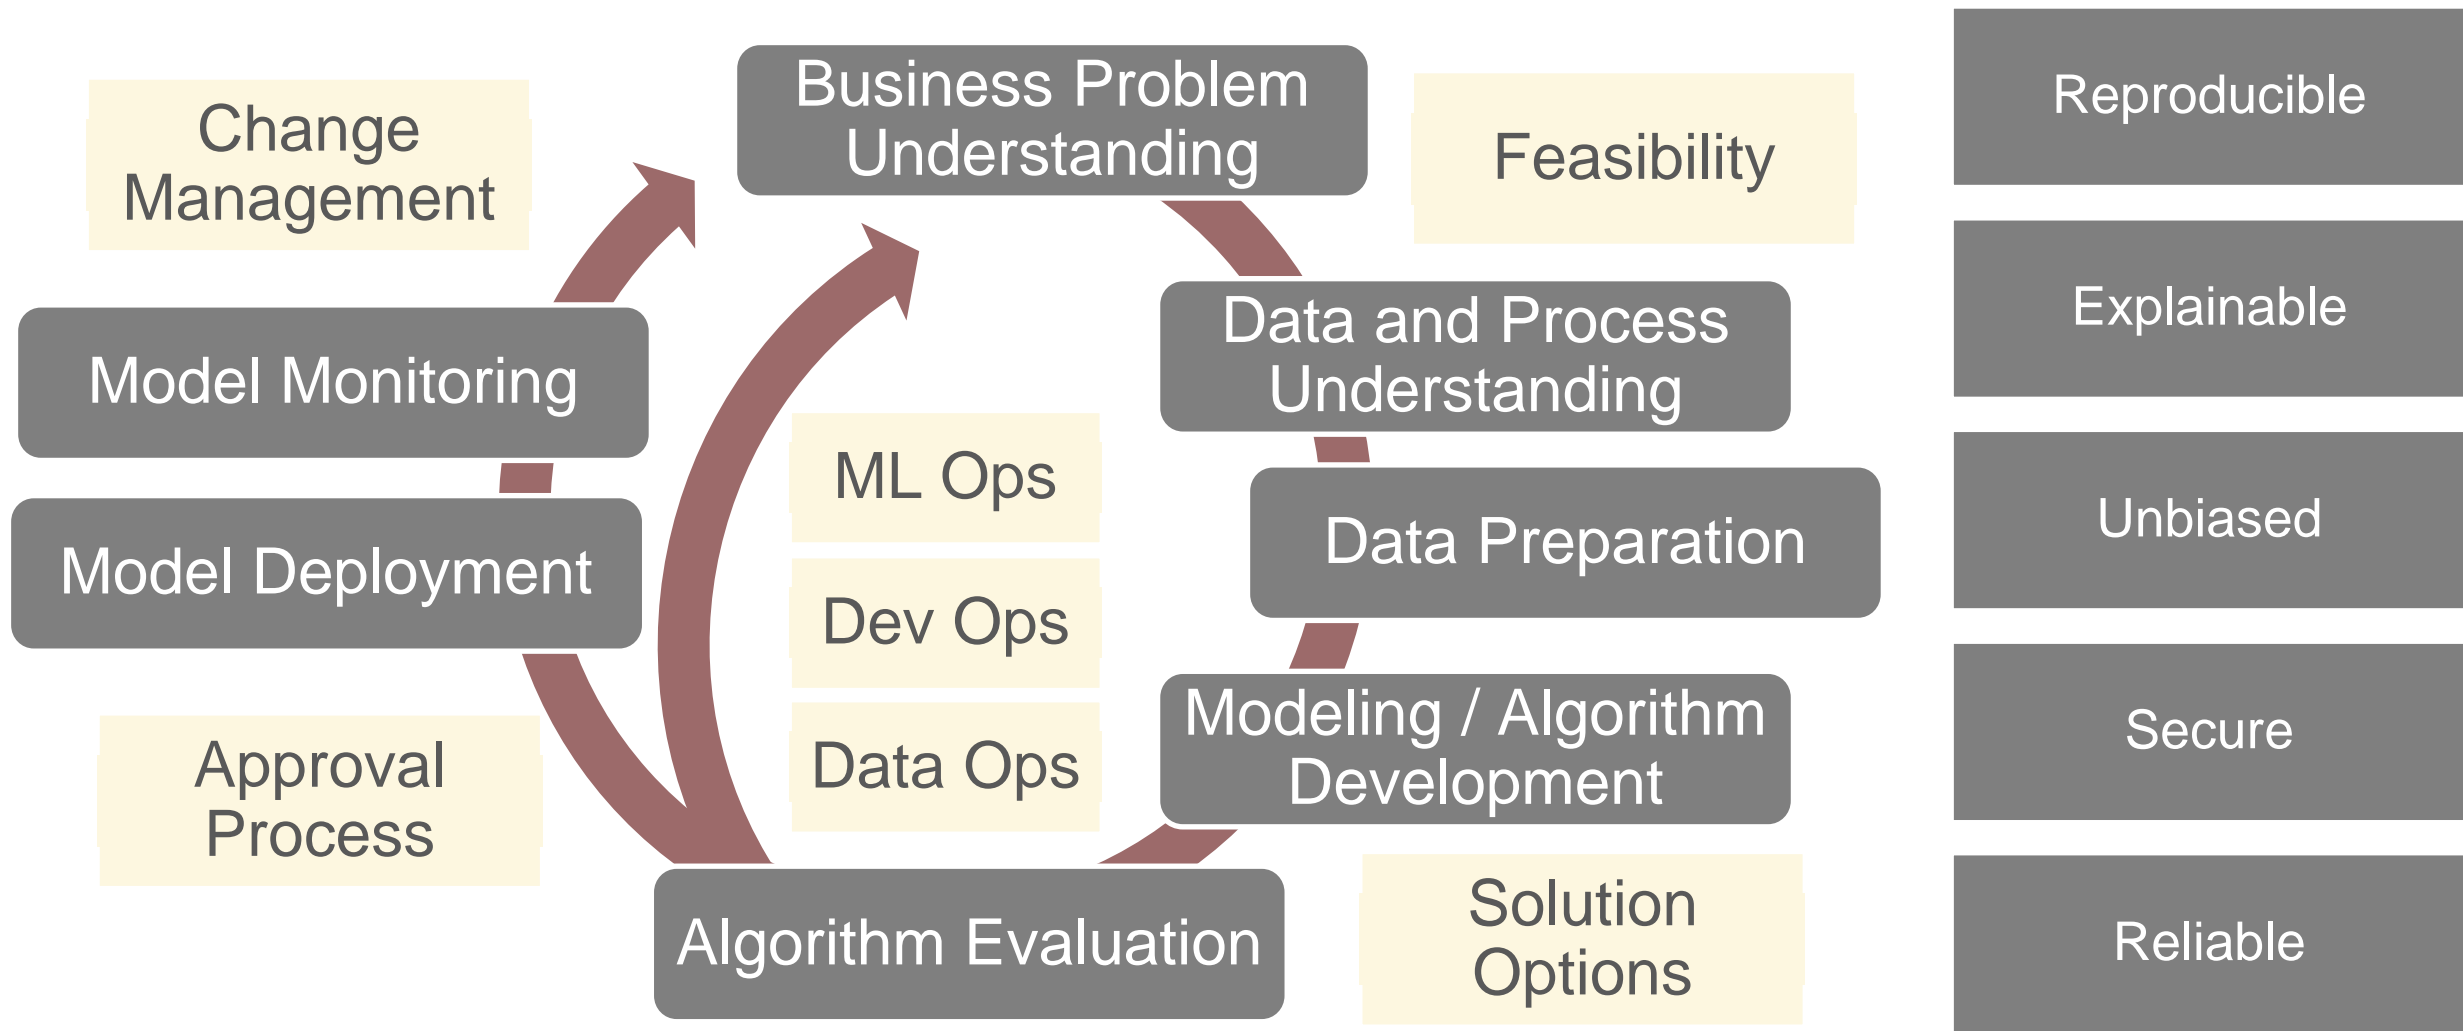 Business Problem
Understanding
Change
Management
Feasibility
Data and Process
Understanding
Model Monitoring
Data Preparation
Model Deployment
ML Ops
Dev Ops
Data Ops
Modeling / Algorithm
Development
Approval
Process
Algorithm Evaluation
Solution
Options
Reproducible
Explainable
Unbiased
Secure
Reliable